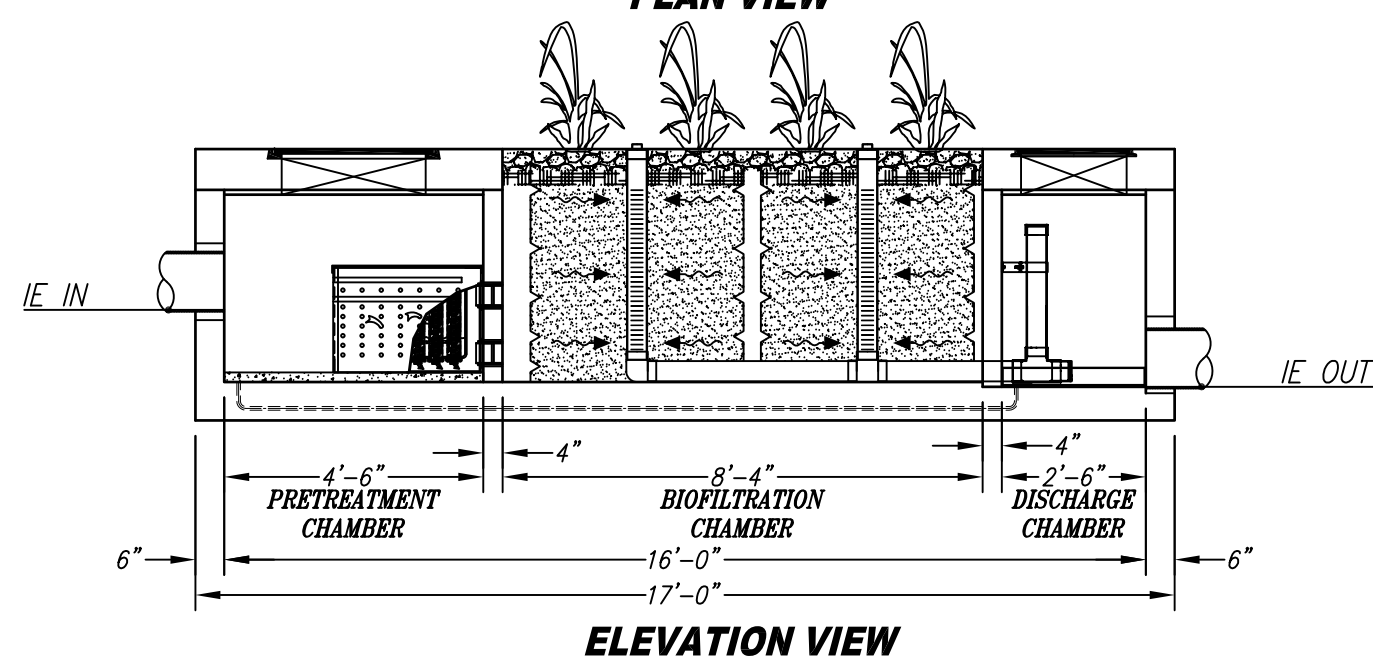 PLAN VIEW
IE IN
IE OUT
4”
4”
4’-6”
8’-4”
2’-6”
PRETREATMENT
CHAMBER
BIOFILTRATION
CHAMBER
DISCHARGE
CHAMBER
6”
16’-0”
6”
17’-0”
ELEVATION VIEW